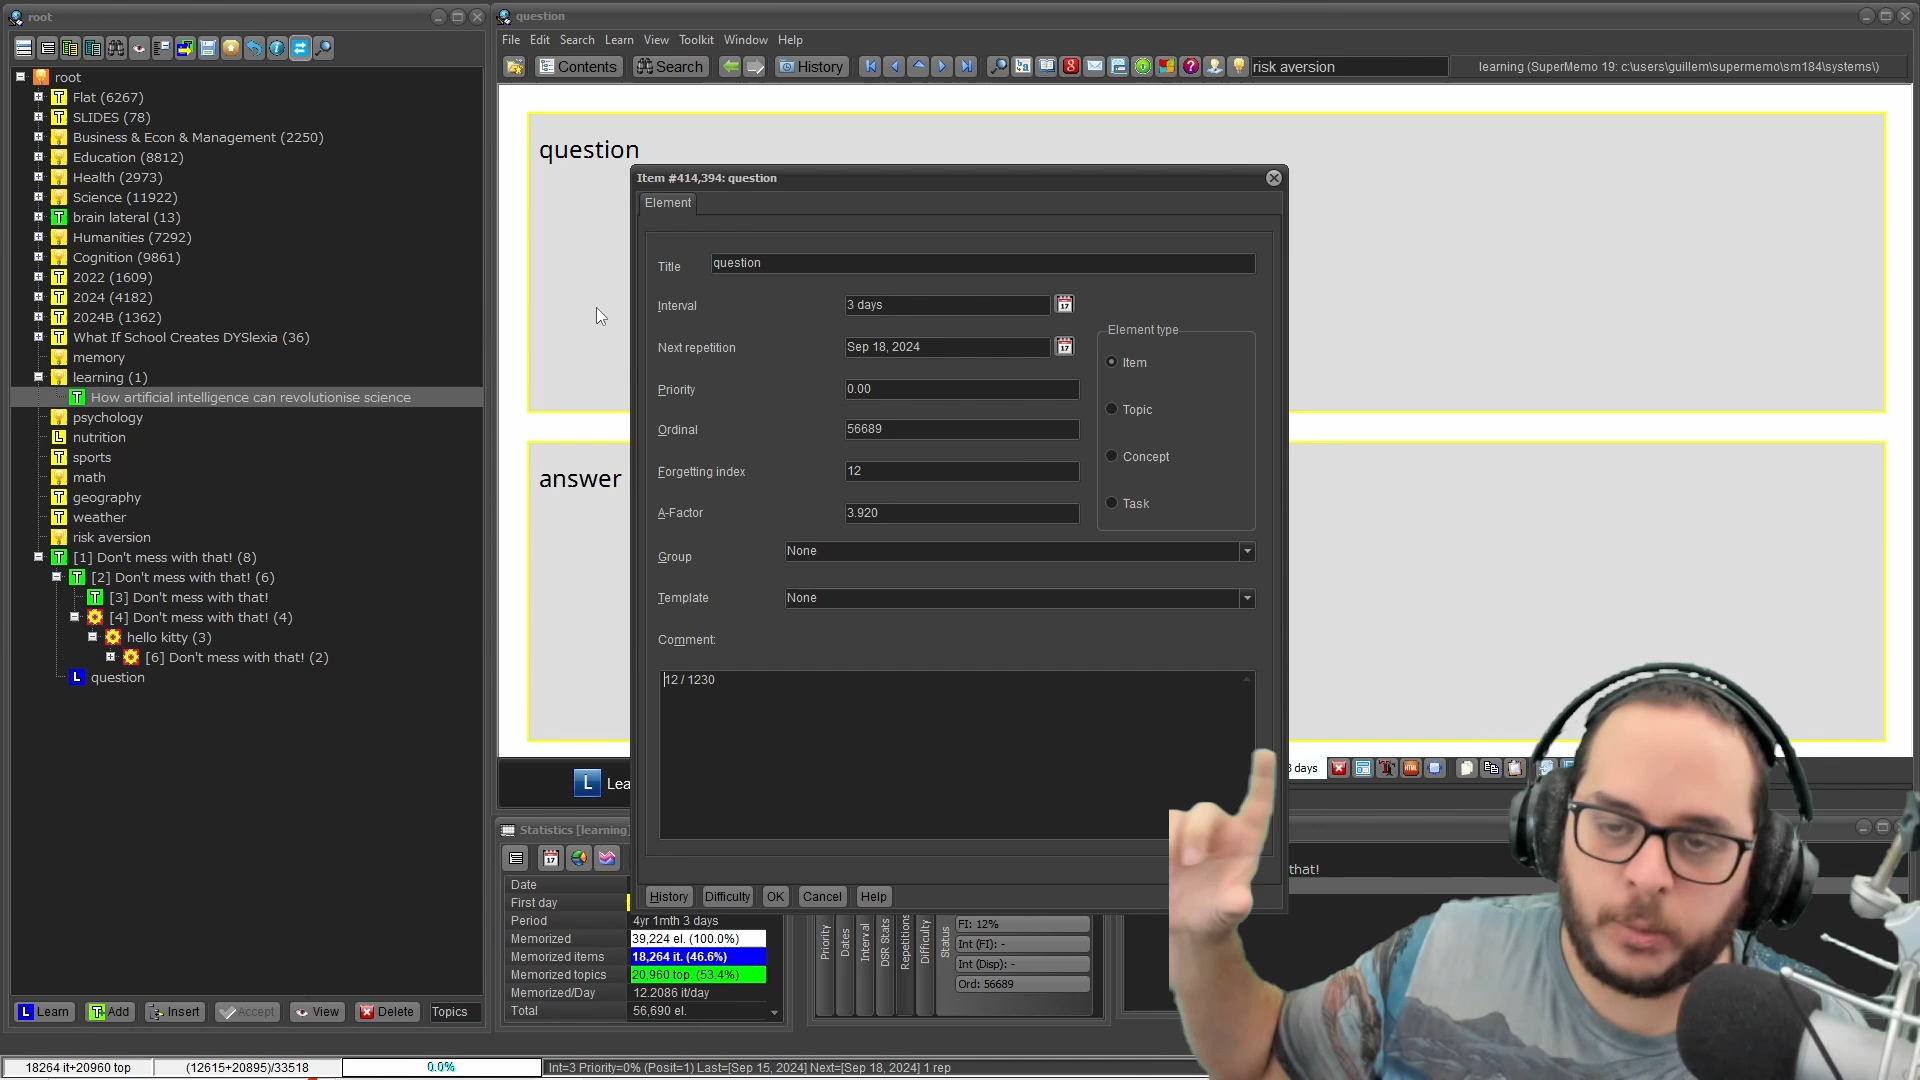 root
root
Flat (6267)
SLIDES (78)
Business & Econ & Management (2250)
Education (8812)
Health (2973)
Science (11922)
brain lateral (13)
Humanities (7292)
Cognition (9861)
2022 (1609)
2024 (4182)
2024B (1362)
What If School Creates DYSlexia (36)
memory
learning (1)
How artificial intelligence can revolutionise science
psychology
nutrition
sports
math
geography
weather
risk aversion
[1] Don't mess with that! (8)
[2] Don't mess with that! (6)
[3] Don't mess with that!
[4] Don't mess with that! (4)
hello kitty (3)
[6] Don't mess with that! (2)
question
Learn Add Insert Accept View Delete Topics
question
File Edit Search Learn View Toolkit Window Help
Contents Search History risk aversion learning (SuperMemo 19: c:\users\guillem\supermemo\sm184\systems\)
question
answer
Item #414,394: question
Element
Title question
Interval 3 days
Next repetition Sep 18, 2024
Priority 0.00
Ordinal 56689
Forgetting index 12
A-Factor 3.920
Element type
Item
Topic
Concept
Task
Group None
Template None
Comment:
12 / 1230
History Difficulty OK Cancel Help
L Lea
3 days
that!
Statistics [learning]
Date
First day
Period 4yr 1mth 3 days
Memorized 39,224 el. (100.0%)
Memorized items 18,264 it. (46.6%)
Memorized topics 20,960 top. (53.4%)
Memorized/Day 12.2086 it/day
Total 56,690 el.
Priority
Dates
Interval
DSR Stats
Repetitions
Difficulty
Status
FI: 12%
Int (FI): -
Int (Disp): -
Ord: 56689
18264 it+20960 top (12615+20895)/33518 0.0% Int=3 Priority=0% (Posit=1) Last=[Sep 15, 2024] Next=[Sep 18, 2024] 1 rep